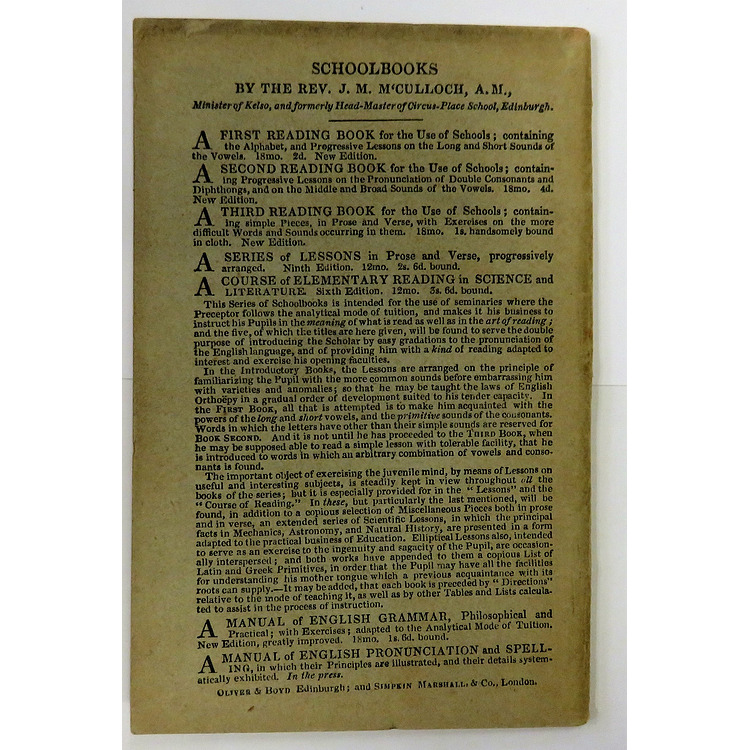 SCHOOLBOOKS
BY THE REV. J. M. M'CULLOCH, A.M.,
Minister of Kelso, and formerly Head-Master of Circus-Place School, Edinburgh.
A FIRST READING BOOK for the Use of Schools; containing
the Alphabet, and Progressive Lessons on the Long and Short Sounds of
the Vowels. 18mo. 2d. New Edition.
A SECOND READING BOOK for the Use of Schools; contain-
ing Progressive Lessons on the Pronunciation of Double Consonants and
Diphthongs, and on the Middle and Broad Sounds of the Vowels. 18mo. 4d.
New Edition.
A THIRD READING BOOK for the Use of Schools; contain-
ing simple Pieces, in Prose and Verse, with Exercises on the more
difficult Words and Sounds occurring in them. 18mo. 1s. handsomely bound
in cloth. New Edition.
A SERIES of LESSONS in Prose and Verse, progressively
arranged. Ninth Edition. 12mo. 2s. 6d. bound.
A COURSE of ELEMENTARY READING in SCIENCE and
LITERATURE. Sixth Edition. 12mo. 3s. 6d. bound.
This Series of Schoolbooks is intended for the use of seminaries where the
Preceptor follows the analytical mode of tuition, and makes it his business to
instruct his Pupils in the meaning of what is read as well as in the art of reading;
and the five, of which the titles are here given, will be found to serve the double
purpose of introducing the Scholar by easy gradations to the pronunciation of
the English language, and of providing him with a kind of reading adapted to
interest and exercise his opening faculties.
In the Introductory Books, the Lessons are arranged on the principle of
familiarizing the Pupil with the more common sounds before embarrassing him
with varieties and anomalies; so that he may be taught the laws of English
Orthoëpy in a gradual order of development suited to his tender capacity. In
the FIRST BOOK, all that is attempted is to make him acquainted with the
powers of the long and short vowels, and the primitive sounds of the consonants.
Words in which the letters have other than their simple sounds are reserved for
BOOK SECOND. And it is not until he has proceeded to the THIRD BOOK, when
he may be supposed able to read a simple lesson with tolerable facility, that he
is introduced to words in which an arbitrary combination of vowels and conso-
nants is found.
The important object of exercising the juvenile mind, by means of Lessons on
useful and interesting subjects, is steadily kept in view throughout all the
books of the series; but it is especially provided for in the "Lessons" and the
"Course of Reading." In these, but particularly the last mentioned, will be
found, in addition to a copious selection of Miscellaneous Pieces both in prose
and in verse, an extended series of Scientific Lessons, in which the principal
facts in Mechanics, Astronomy, and Natural History, are presented in a form
adapted to the practical business of Education. Elliptical Lessons also, intended
to serve as an exercise to the ingenuity and sagacity of the Pupil, are occasion-
ally interspersed; and both works have appended to them a copious List of
Latin and Greek Primitives, in order that the Pupil may have all the facilities
for understanding his mother tongue which a previous acquaintance with its
roots can supply.—It may be added, that each book is preceded by "Directions"
relative to the mode of teaching it, as well as by other Tables and Lists calcula-
ted to assist in the process of instruction.
A MANUAL of ENGLISH GRAMMAR, Philosophical and
Practical; with Exercises; adapted to the Analytical Mode of Tuition.
New Edition, greatly improved. 18mo. 1s. 6d. bound.
A MANUAL of ENGLISH PRONUNCIATION and SPELL-
ING, in which their Principles are illustrated, and their details system-
atically exhibited. In the press.
OLIVER & BOYD Edinburgh; and SIMPKIN MARSHALL, & Co., London.